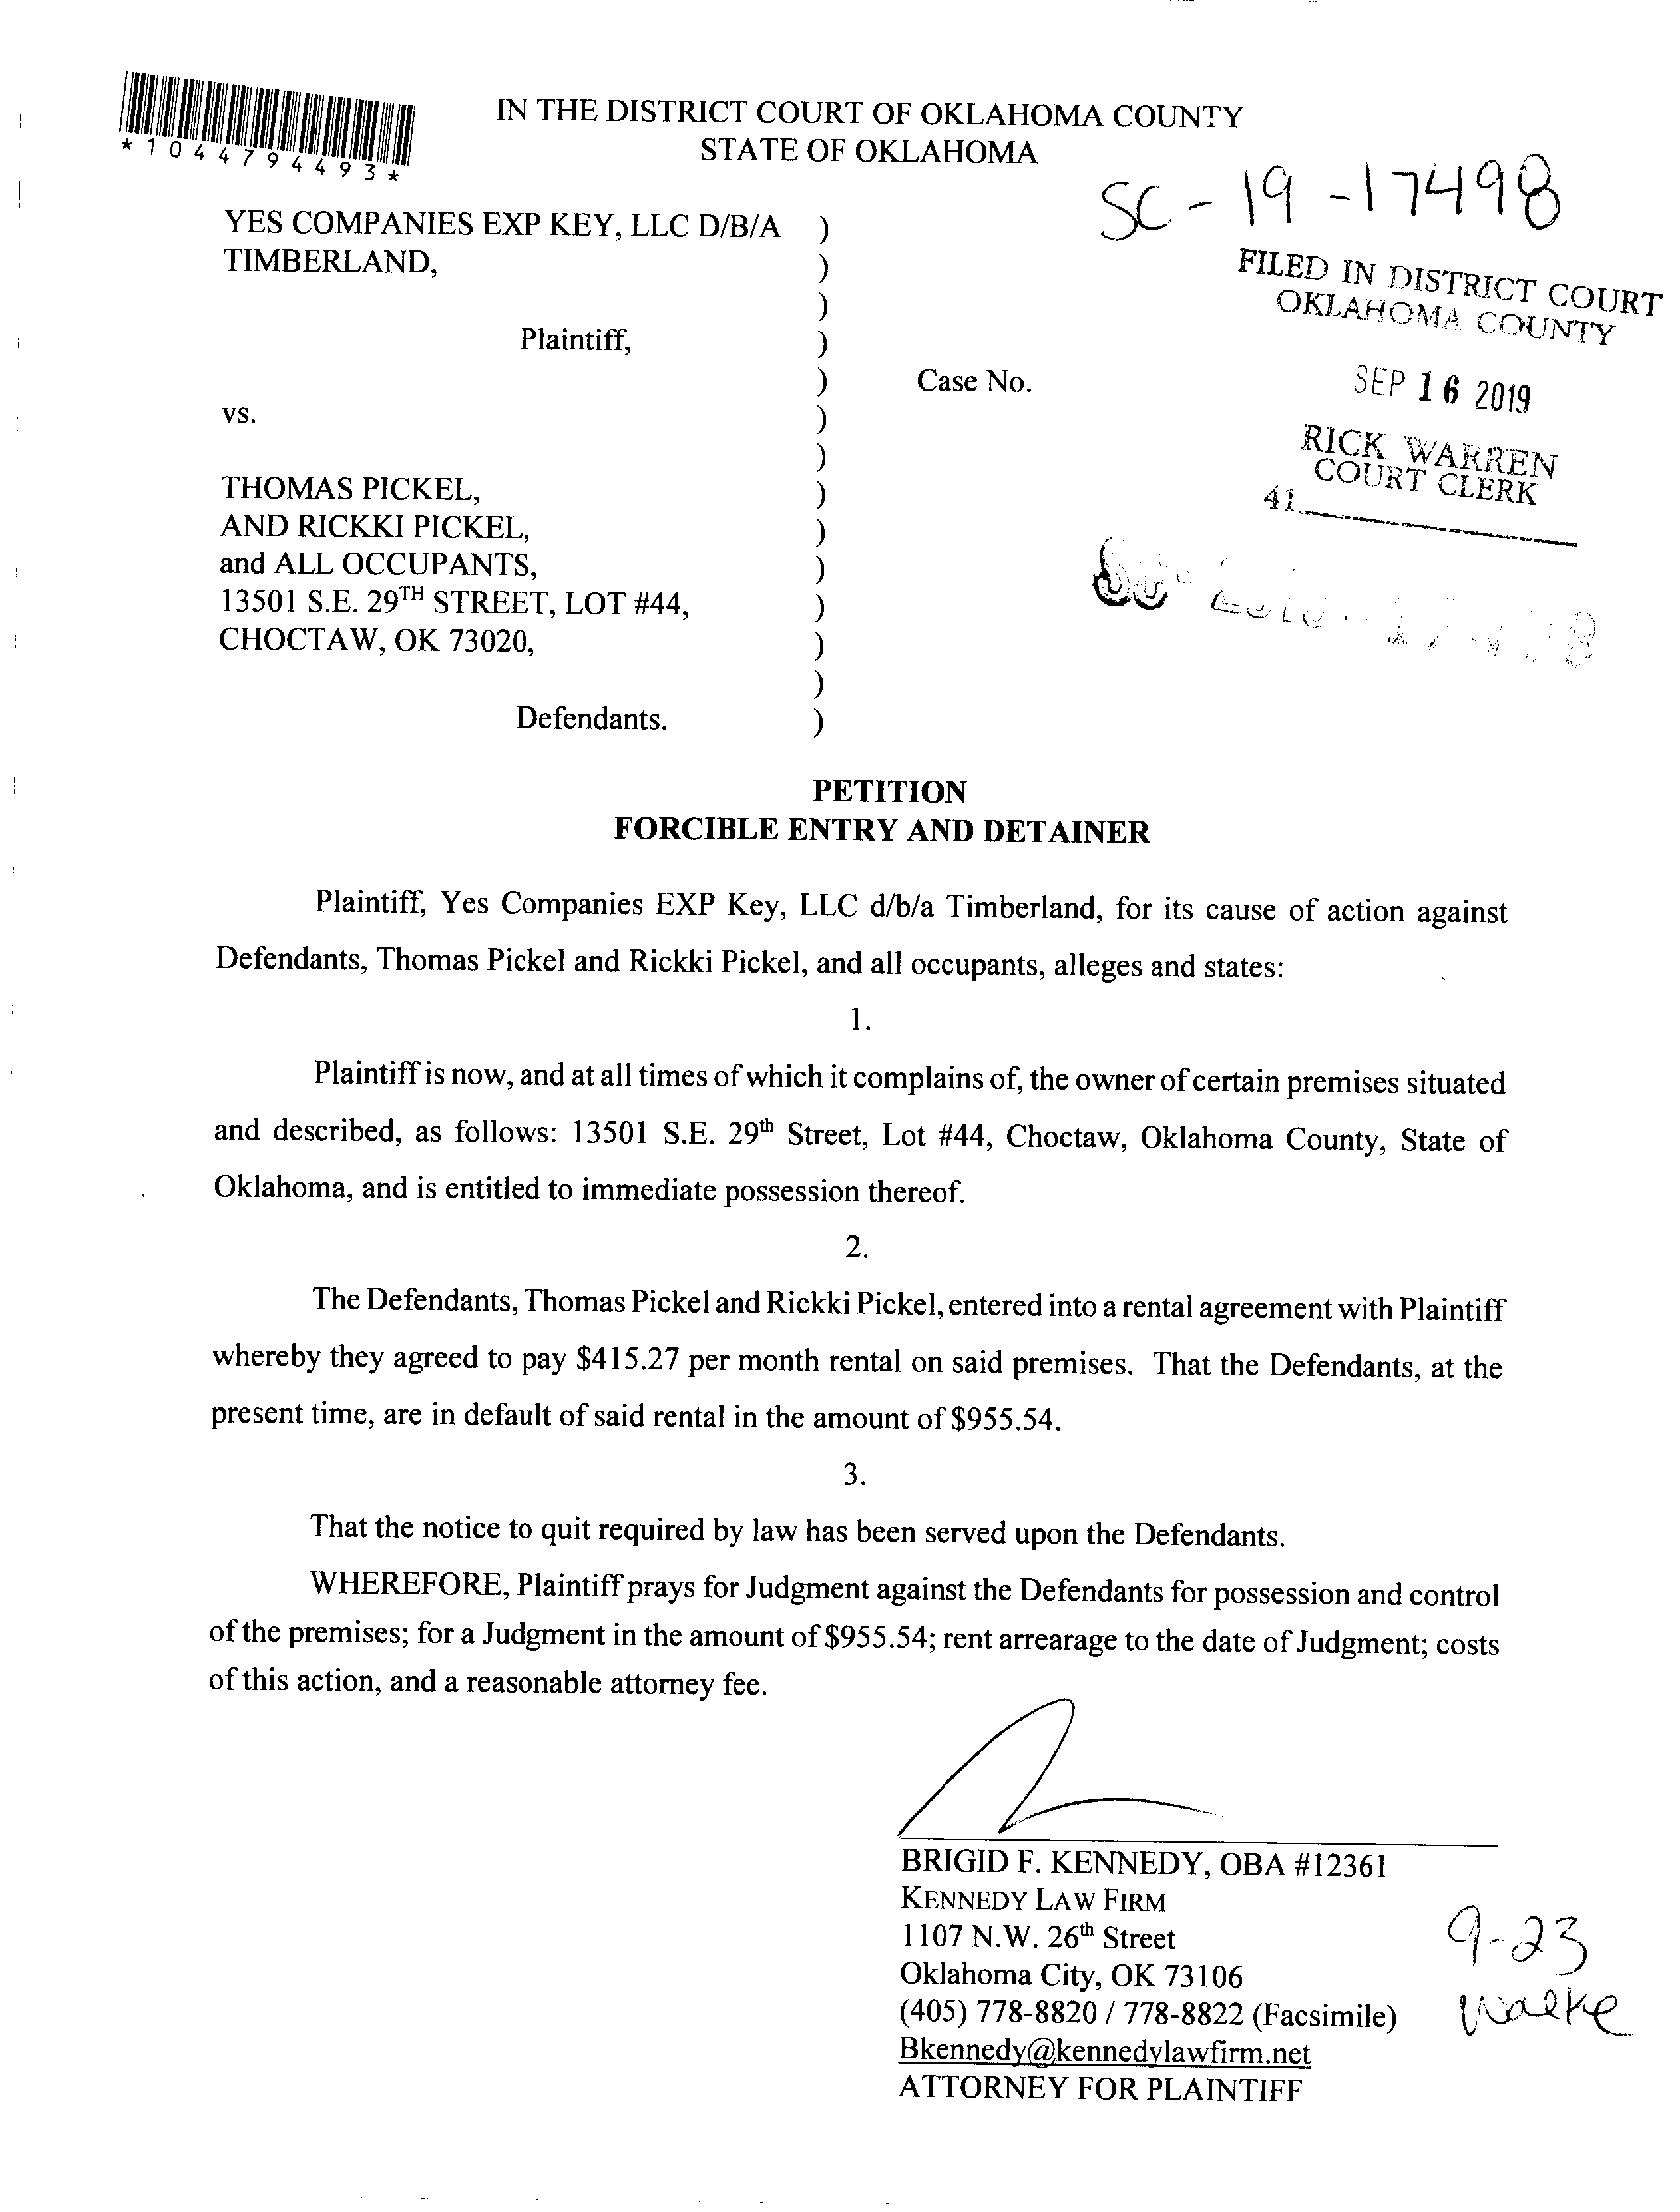 IN THE DISTRICT COURT OF OKLAHOMA COUNTY
STATE OF OKLAHOMA
*1044794493*
SC-19-17498
YES COMPANIES EXP KEY, LLC D/B/A )
TIMBERLAND, )
)
Plaintiff, )
) Case No.
vs. )
)
THOMAS PICKEL, )
AND RICKKI PICKEL, )
and ALL OCCUPANTS, )
13501 S.E. 29TH STREET, LOT #44, )
CHOCTAW, OK 73020, )
)
Defendants. )
FILED IN DISTRICT COURT
OKLAHOMA COUNTY
SEP 16 2019
RICK WARREN
COURT CLERK
41
PETITION
FORCIBLE ENTRY AND DETAINER
Plaintiff, Yes Companies EXP Key, LLC d/b/a Timberland, for its cause of action against
Defendants, Thomas Pickel and Rickki Pickel, and all occupants, alleges and states:
1.
Plaintiff is now, and at all times of which it complains of, the owner of certain premises situated
and described, as follows: 13501 S.E. 29th Street, Lot #44, Choctaw, Oklahoma County, State of
Oklahoma, and is entitled to immediate possession thereof.
2.
The Defendants, Thomas Pickel and Rickki Pickel, entered into a rental agreement with Plaintiff
whereby they agreed to pay $415.27 per month rental on said premises. That the Defendants, at the
present time, are in default of said rental in the amount of $955.54.
3.
That the notice to quit required by law has been served upon the Defendants.
WHEREFORE, Plaintiff prays for Judgment against the Defendants for possession and control
of the premises; for a Judgment in the amount of $955.54; rent arrearage to the date of Judgment; costs
of this action, and a reasonable attorney fee.
BRIGID F. KENNEDY, OBA #12361
KENNEDY LAW FIRM
1107 N.W. 26th Street
Oklahoma City, OK 73106
(405) 778-8820 / 778-8822 (Facsimile)
Bkennedy@kennedylawfirm.net
ATTORNEY FOR PLAINTIFF
9-23
Walke